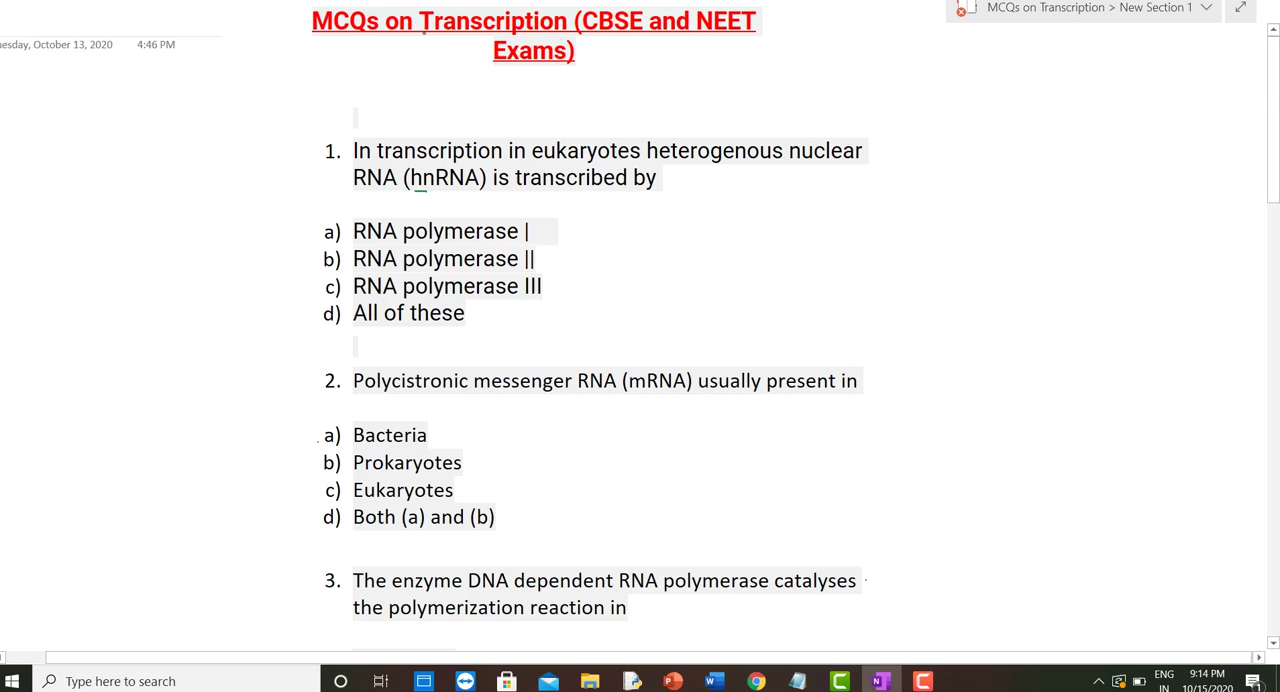 MCQs on Transcription > New Section 1
MCQs on Transcription (CBSE and NEET
Exams)
uesday, October 13, 2020 4:46 PM
1. In transcription in eukaryotes heterogenous nuclear
RNA (hnRNA) is transcribed by
a) RNA polymerase |
b) RNA polymerase ||
c) RNA polymerase III
d) All of these
2. Polycistronic messenger RNA (mRNA) usually present in
a) Bacteria
b) Prokaryotes
c) Eukaryotes
d) Both (a) and (b)
3. The enzyme DNA dependent RNA polymerase catalyses
the polymerization reaction in
Type here to search
ENG
IN
9:14 PM
10/15/2020